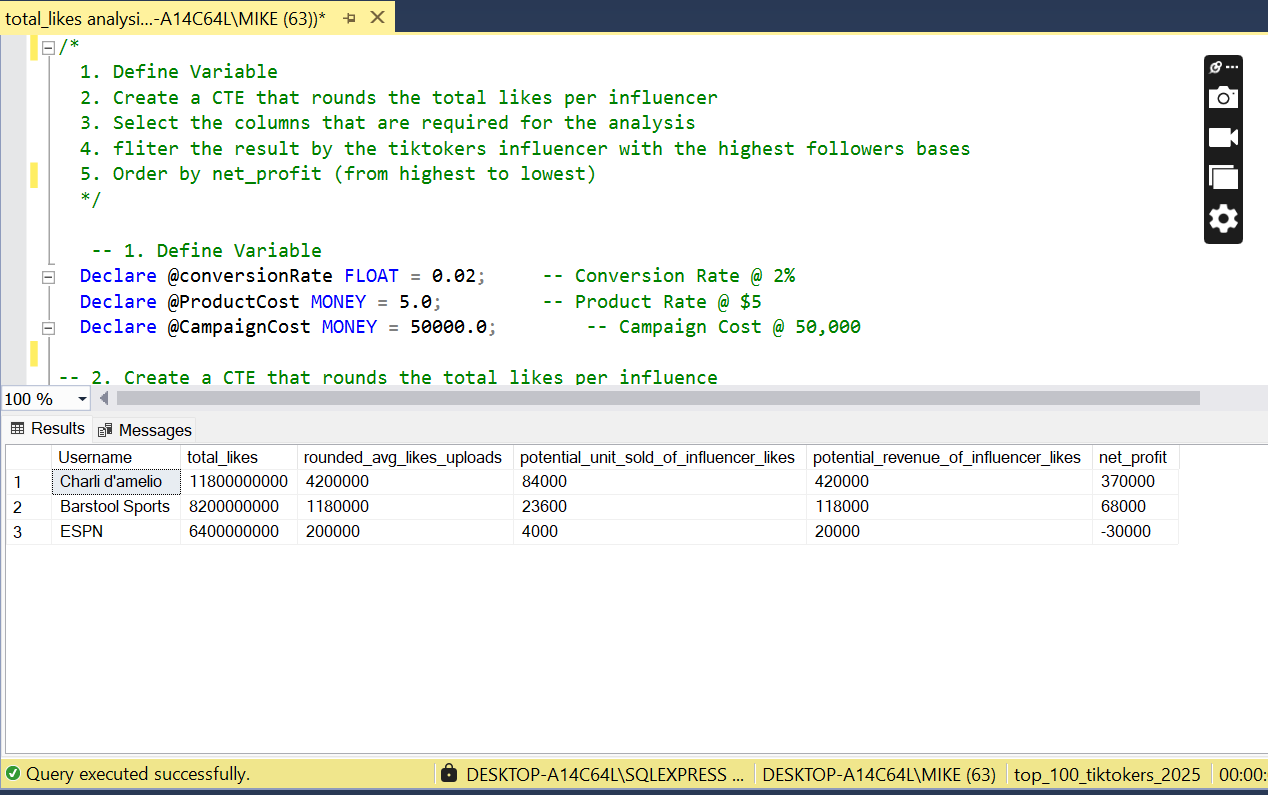 total_likes analysi...-A14C64L\MIKE (63))*
/*
1. Define Variable
2. Create a CTE that rounds the total likes per influencer
3. Select the columns that are required for the analysis
4. fliter the result by the tiktokers influencer with the highest followers bases
5. Order by net_profit (from highest to lowest)
*/
-- 1. Define Variable
Declare @conversionRate FLOAT = 0.02; -- Conversion Rate @ 2%
Declare @ProductCost MONEY = 5.0; -- Product Rate @ $5
Declare @CampaignCost MONEY = 50000.0; -- Campaign Cost @ 50,000
-- 2. Create a CTE that rounds the total likes per influence
100 %
Results Messages
Username total_likes rounded_avg_likes_uploads potential_unit_sold_of_influencer_likes potential_revenue_of_influencer_likes net_profit
1 Charli d'amelio 11800000000 4200000 84000 420000 370000
2 Barstool Sports 8200000000 1180000 23600 118000 68000
3 ESPN 6400000000 200000 4000 20000 -30000
Query executed successfully. DESKTOP-A14C64L\SQLEXPRESS ... DESKTOP-A14C64L\MIKE (63) top_100_tiktokers_2025 00:00: